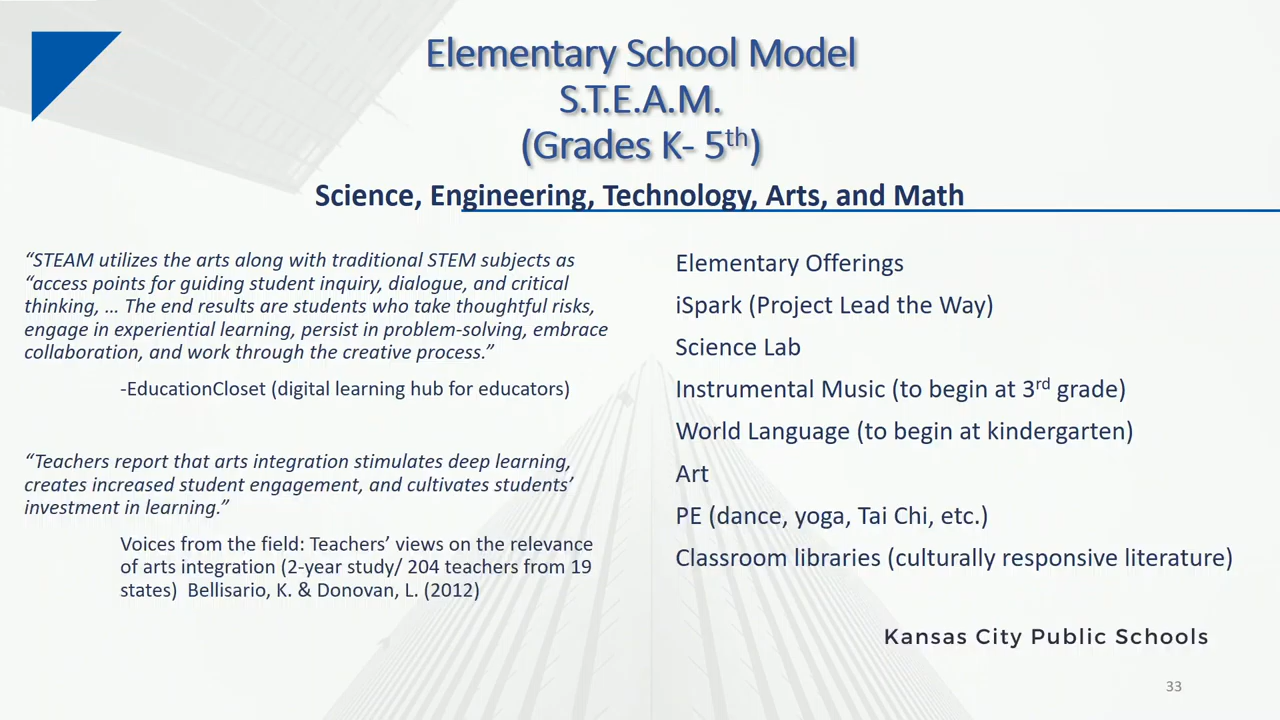 Elementary School Model
S.T.E.A.M.
(Grades K- 5th)
Science, Engineering, Technology, Arts, and Math
“STEAM utilizes the arts along with traditional STEM subjects as
“access points for guiding student inquiry, dialogue, and critical
thinking, … The end results are students who take thoughtful risks,
engage in experiential learning, persist in problem-solving, embrace
collaboration, and work through the creative process.”
-EducationCloset (digital learning hub for educators)
“Teachers report that arts integration stimulates deep learning,
creates increased student engagement, and cultivates students’
investment in learning.”
Voices from the field: Teachers’ views on the relevance
of arts integration (2-year study/ 204 teachers from 19
states)  Bellisario, K. & Donovan, L. (2012)
Elementary Offerings
iSpark (Project Lead the Way)
Science Lab
Instrumental Music (to begin at 3rd grade)
World Language (to begin at kindergarten)
Art
PE (dance, yoga, Tai Chi, etc.)
Classroom libraries (culturally responsive literature)
Kansas City Public Schools
33